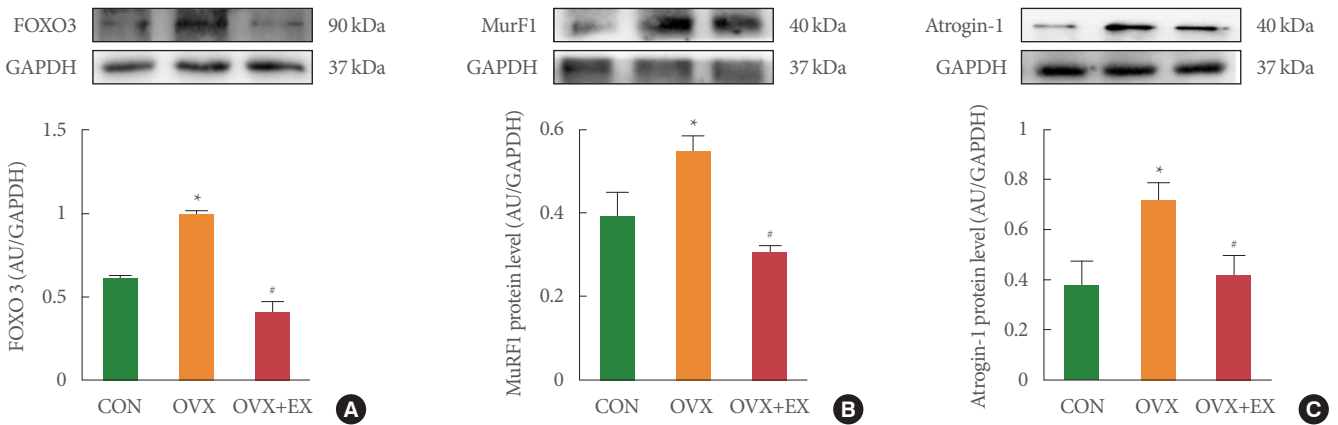 FOXO3
90 kDa
GAPDH
37 kDa
FOXO 3 (AU/GAPDH)
1.5
1
0.5
0
*
#
CON
OVX
OVX+EX
A
MurF1
40 kDa
GAPDH
37 kDa
MuRF1 protein level (AU/GAPDH)
0.6
0.4
0.2
0
*
#
CON
OVX
OVX+EX
B
Atrogin-1
40 kDa
GAPDH
37 kDa
Atrogin-1 protein level (AU/GAPDH)
1
0.8
0.6
0.4
0.2
0
*
#
CON
OVX
OVX+EX
C